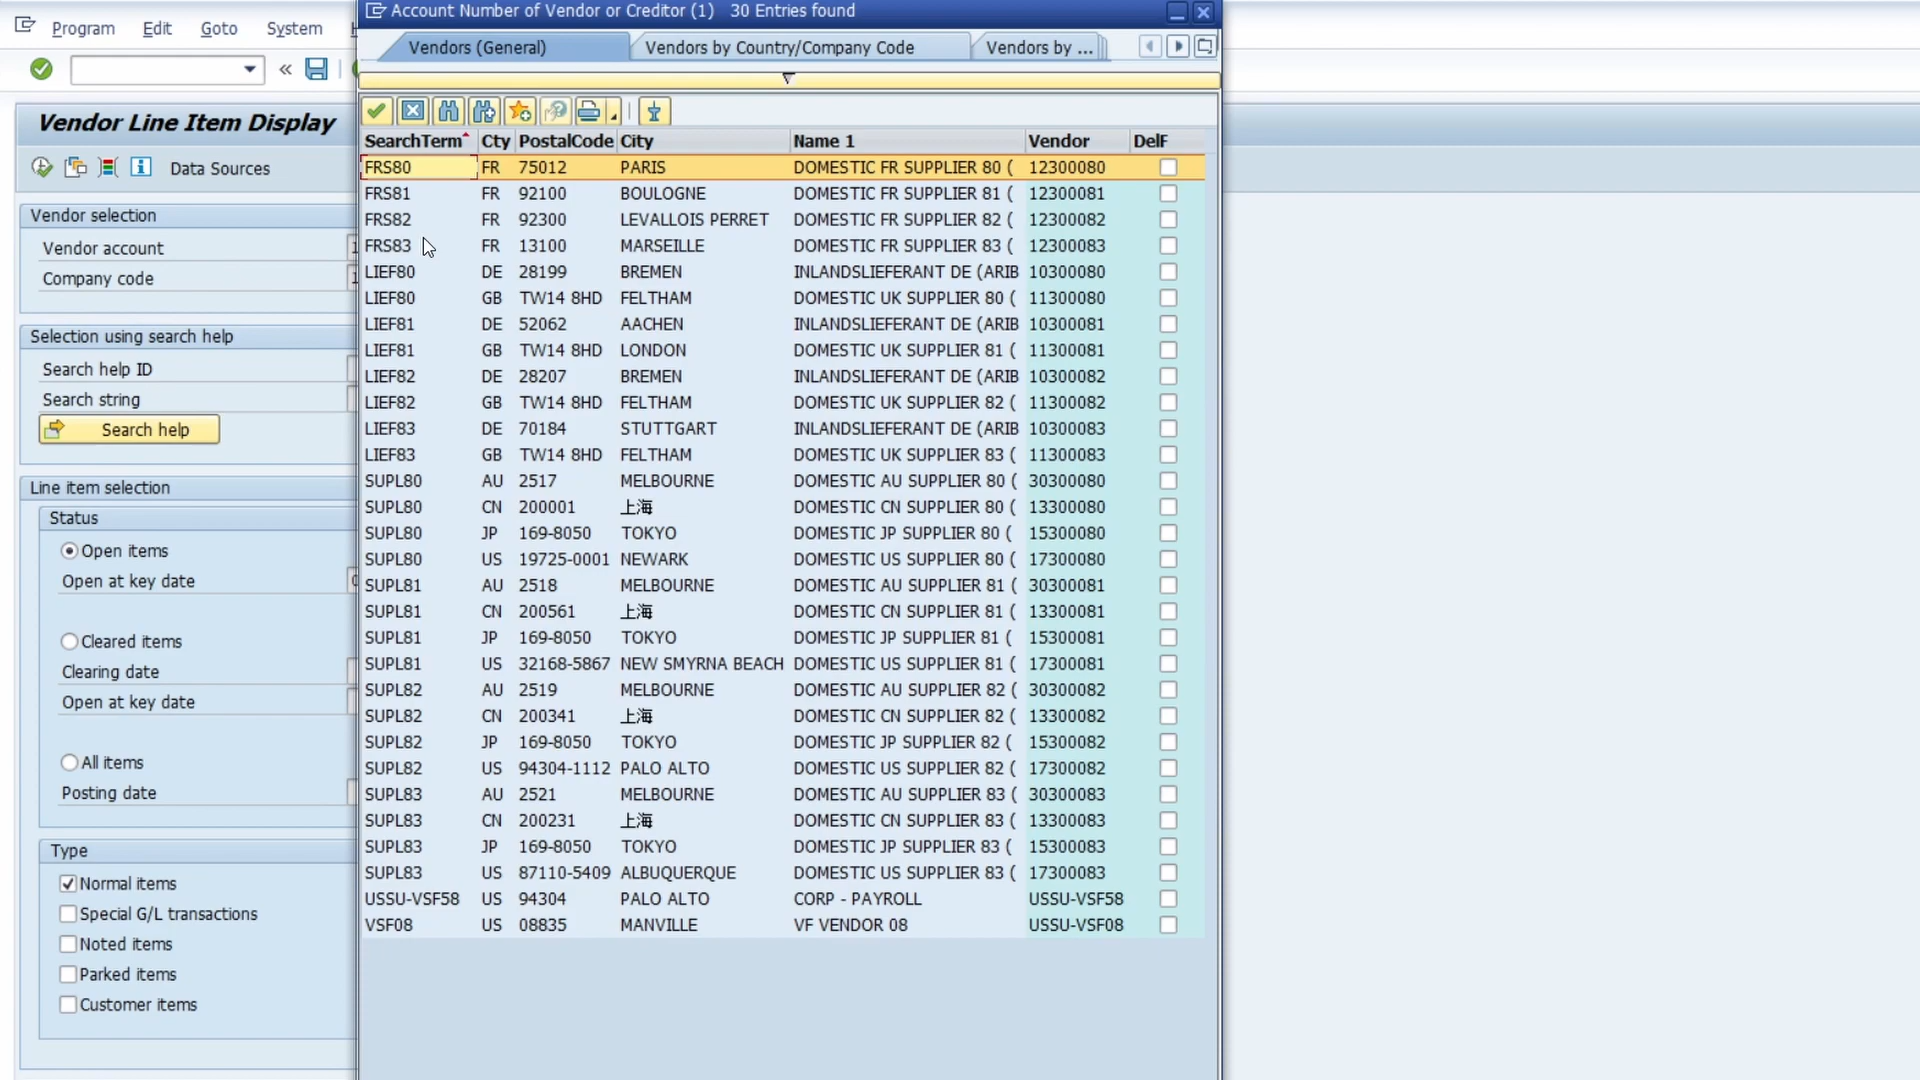 Account Number of Vendor or Creditor (1) 30 Entries found
Program Edit Goto System
Vendors (General) Vendors by Country/Company Code Vendors by ...
Vendor Line Item Display
Data Sources
Vendor selection
Vendor account
Company code
Selection using search help
Search help ID
Search string
Search help
Line item selection
Status
Open items
Open at key date
Cleared items
Clearing date
Open at key date
All items
Posting date
Type
Normal items
Special G/L transactions
Noted items
Parked items
Customer items
SearchTerm Cty PostalCode City Name 1 Vendor DelF
FRS80 FR 75012 PARIS DOMESTIC FR SUPPLIER 80 ( 12300080
FRS81 FR 92100 BOULOGNE DOMESTIC FR SUPPLIER 81 ( 12300081
FRS82 FR 92300 LEVALLOIS PERRET DOMESTIC FR SUPPLIER 82 ( 12300082
FRS83 FR 13100 MARSEILLE DOMESTIC FR SUPPLIER 83 ( 12300083
LIEF80 DE 28199 BREMEN INLANDSLIEFERANT DE (ARIB 10300080
LIEF80 GB TW14 8HD FELTHAM DOMESTIC UK SUPPLIER 80 ( 11300080
LIEF81 DE 52062 AACHEN INLANDSLIEFERANT DE (ARIB 10300081
LIEF81 GB TW14 8HD LONDON DOMESTIC UK SUPPLIER 81 ( 11300081
LIEF82 DE 28207 BREMEN INLANDSLIEFERANT DE (ARIB 10300082
LIEF82 GB TW14 8HD FELTHAM DOMESTIC UK SUPPLIER 82 ( 11300082
LIEF83 DE 70184 STUTTGART INLANDSLIEFERANT DE (ARIB 10300083
LIEF83 GB TW14 8HD FELTHAM DOMESTIC UK SUPPLIER 83 ( 11300083
SUPL80 AU 2517 MELBOURNE DOMESTIC AU SUPPLIER 80 ( 30300080
SUPL80 CN 200001 上海 DOMESTIC CN SUPPLIER 80 ( 13300080
SUPL80 JP 169-8050 TOKYO DOMESTIC JP SUPPLIER 80 ( 15300080
SUPL80 US 19725-0001 NEWARK DOMESTIC US SUPPLIER 80 ( 17300080
SUPL81 AU 2518 MELBOURNE DOMESTIC AU SUPPLIER 81 ( 30300081
SUPL81 CN 200561 上海 DOMESTIC CN SUPPLIER 81 ( 13300081
SUPL81 JP 169-8050 TOKYO DOMESTIC JP SUPPLIER 81 ( 15300081
SUPL81 US 32168-5867 NEW SMYRNA BEACH DOMESTIC US SUPPLIER 81 ( 17300081
SUPL82 AU 2519 MELBOURNE DOMESTIC AU SUPPLIER 82 ( 30300082
SUPL82 CN 200341 上海 DOMESTIC CN SUPPLIER 82 ( 13300082
SUPL82 JP 169-8050 TOKYO DOMESTIC JP SUPPLIER 82 ( 15300082
SUPL82 US 94304-1112 PALO ALTO DOMESTIC US SUPPLIER 82 ( 17300082
SUPL83 AU 2521 MELBOURNE DOMESTIC AU SUPPLIER 83 ( 30300083
SUPL83 CN 200231 上海 DOMESTIC CN SUPPLIER 83 ( 13300083
SUPL83 JP 169-8050 TOKYO DOMESTIC JP SUPPLIER 83 ( 15300083
SUPL83 US 87110-5409 ALBUQUERQUE DOMESTIC US SUPPLIER 83 ( 17300083
USSU-VSF58 US 94304 PALO ALTO CORP - PAYROLL USSU-VSF58
VSF08 US 08835 MANVILLE VF VENDOR 08 USSU-VSF08